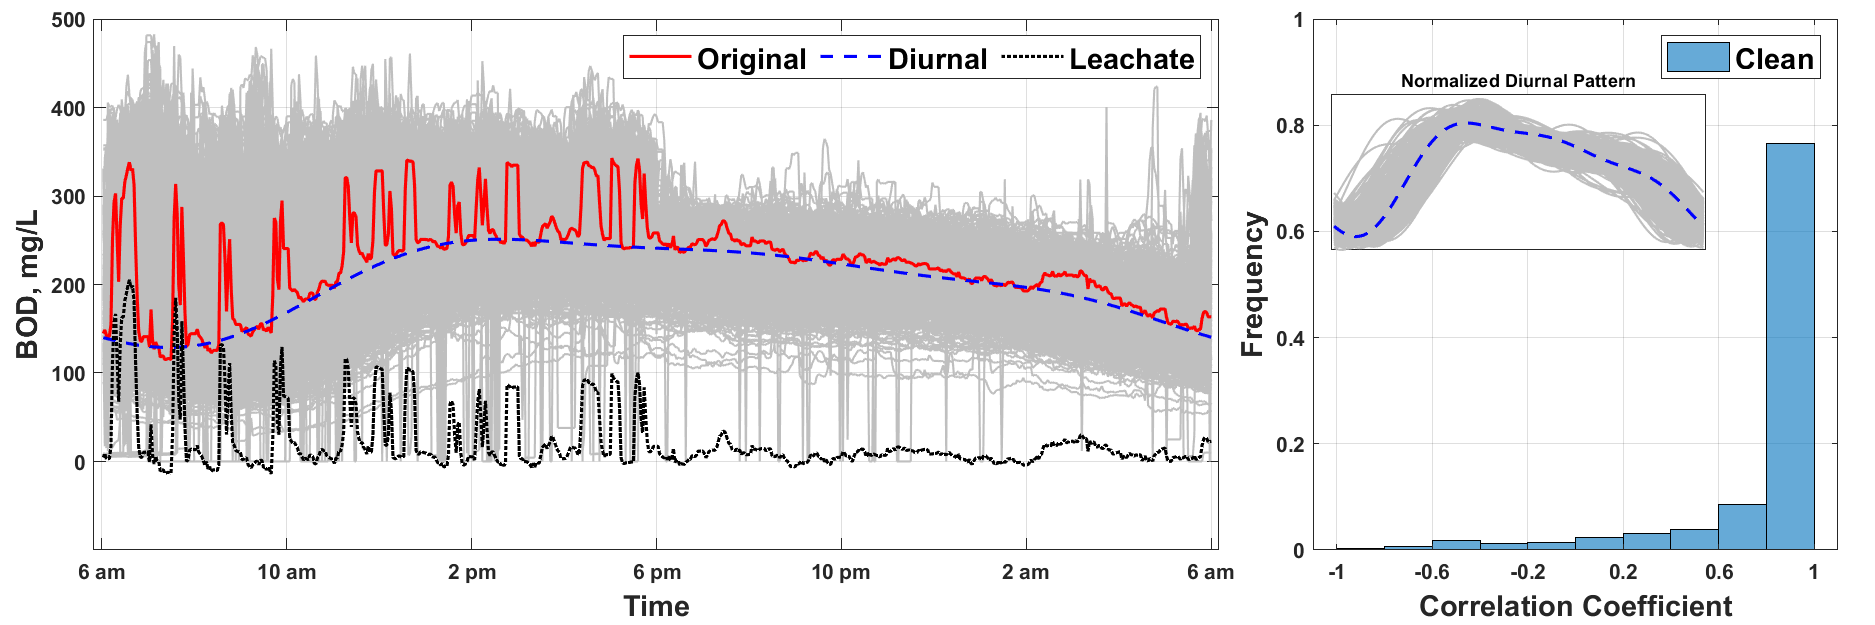 500
400
300
200
100
0
BOD, mg/L
Original
Diurnal
Leachate
6 am
10 am
2 pm
6 pm
10 pm
2 am
6 am
Time
1
0.8
0.6
0.4
0.2
0
Frequency
Clean
Normalized Diurnal Pattern
-1
-0.6
-0.2
0.2
0.6
1
Correlation Coefficient